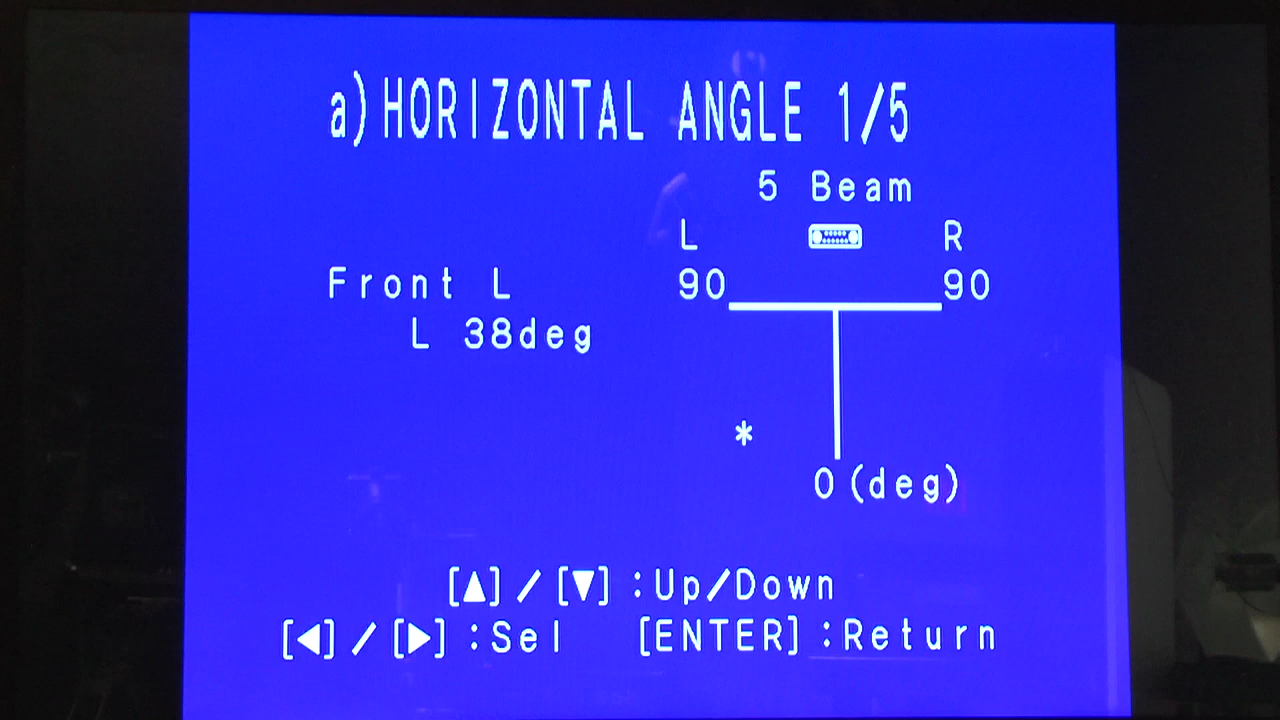 a)HORIZONTAL ANGLE 1/5
5 Beam
L R
Front L 90 90
L 38deg
*
0(deg)
[▲]/[▼]:Up/Down
[◀]/[▶]:Sel [ENTER]:Return